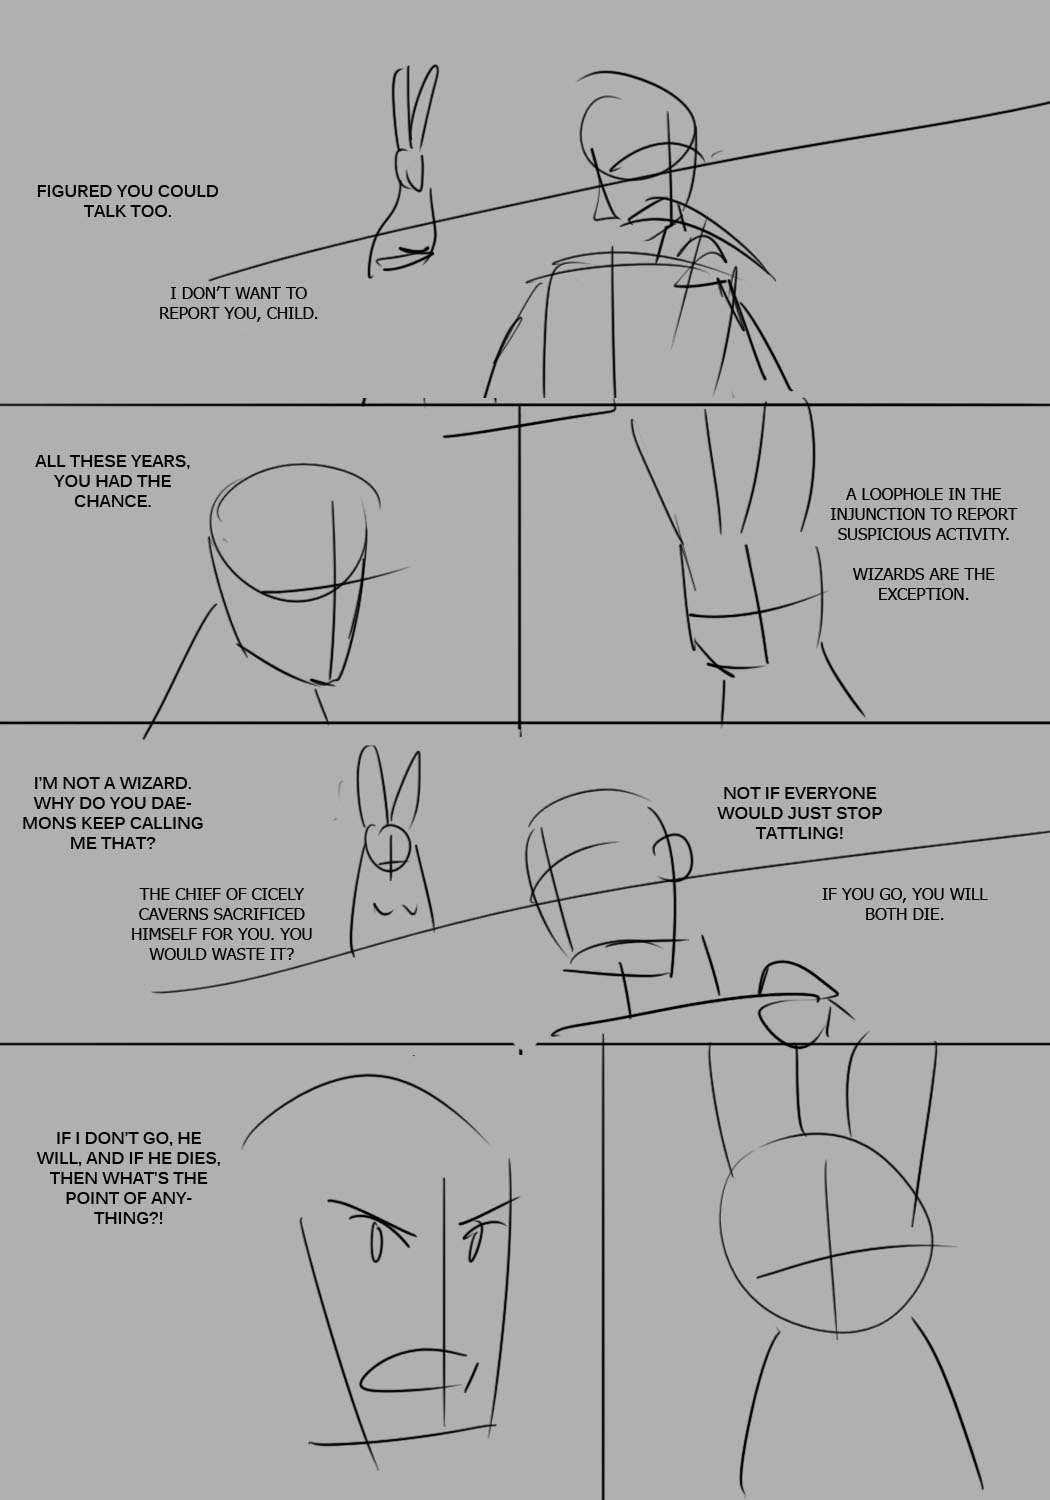 FIGURED YOU COULD
TALK TOO.
I DON'T WANT TO
REPORT YOU, CHILD.
ALL THESE YEARS,
YOU HAD THE
CHANCE.
A LOOPHOLE IN THE
INJUNCTION TO REPORT
SUSPICIOUS ACTIVITY.
WIZARDS ARE THE
EXCEPTION.
I'M NOT A WIZARD.
WHY DO YOU DAE-
MONS KEEP CALLING
ME THAT?
THE CHIEF OF CICELY
CAVERNS SACRIFICED
HIMSELF FOR YOU. YOU
WOULD WASTE IT?
NOT IF EVERYONE
WOULD JUST STOP
TATTLING!
IF YOU GO, YOU WILL
BOTH DIE.
IF I DON'T GO, HE
WILL, AND IF HE DIES,
THEN WHAT'S THE
POINT OF ANY-
THING?!